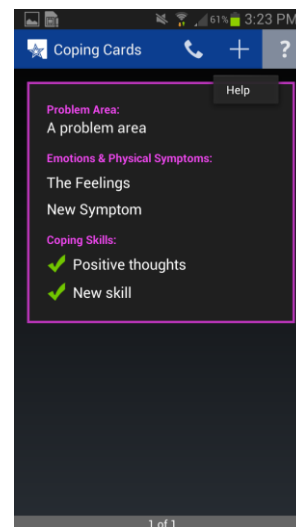 61% 3:23 PM
Coping Cards ?
Help
Problem Area:
A problem area
Emotions & Physical Symptoms:
The Feelings
New Symptom
Coping Skills:
Positive thoughts
New skill
1 of 1